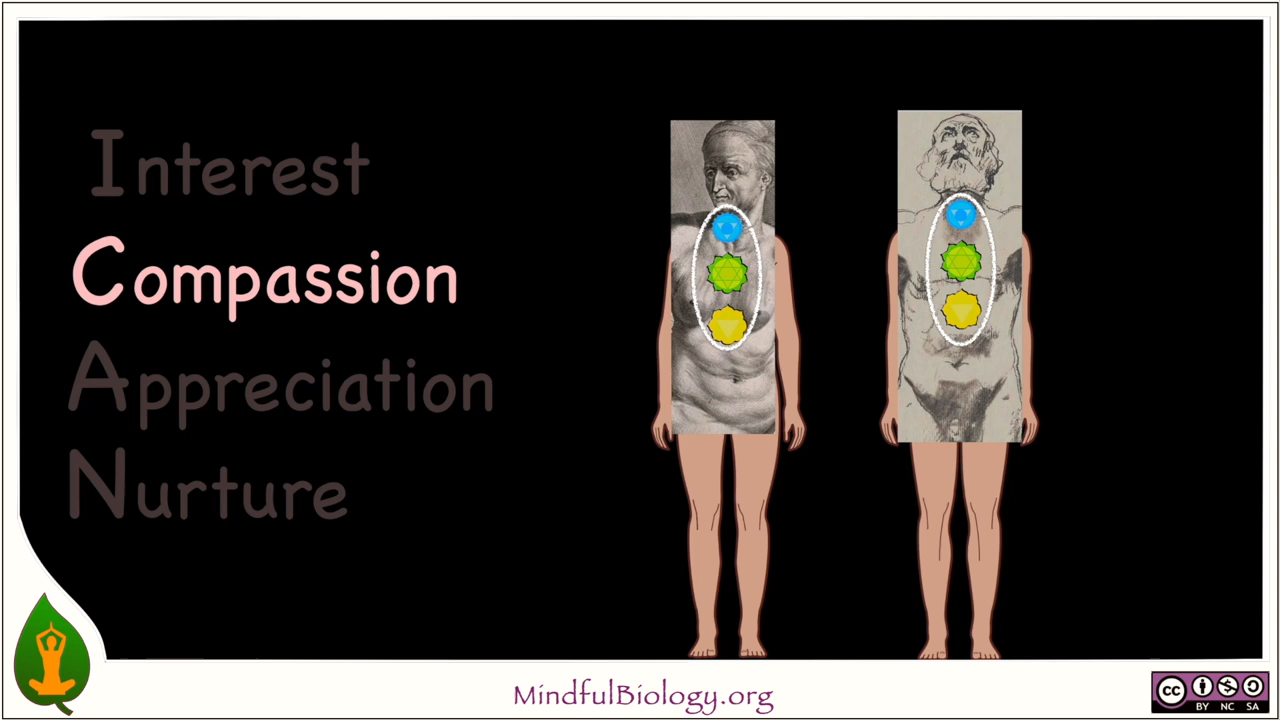 Interest
Compassion
Appreciation
Nurture
MindfulBiology.org
cc
BY NC SA